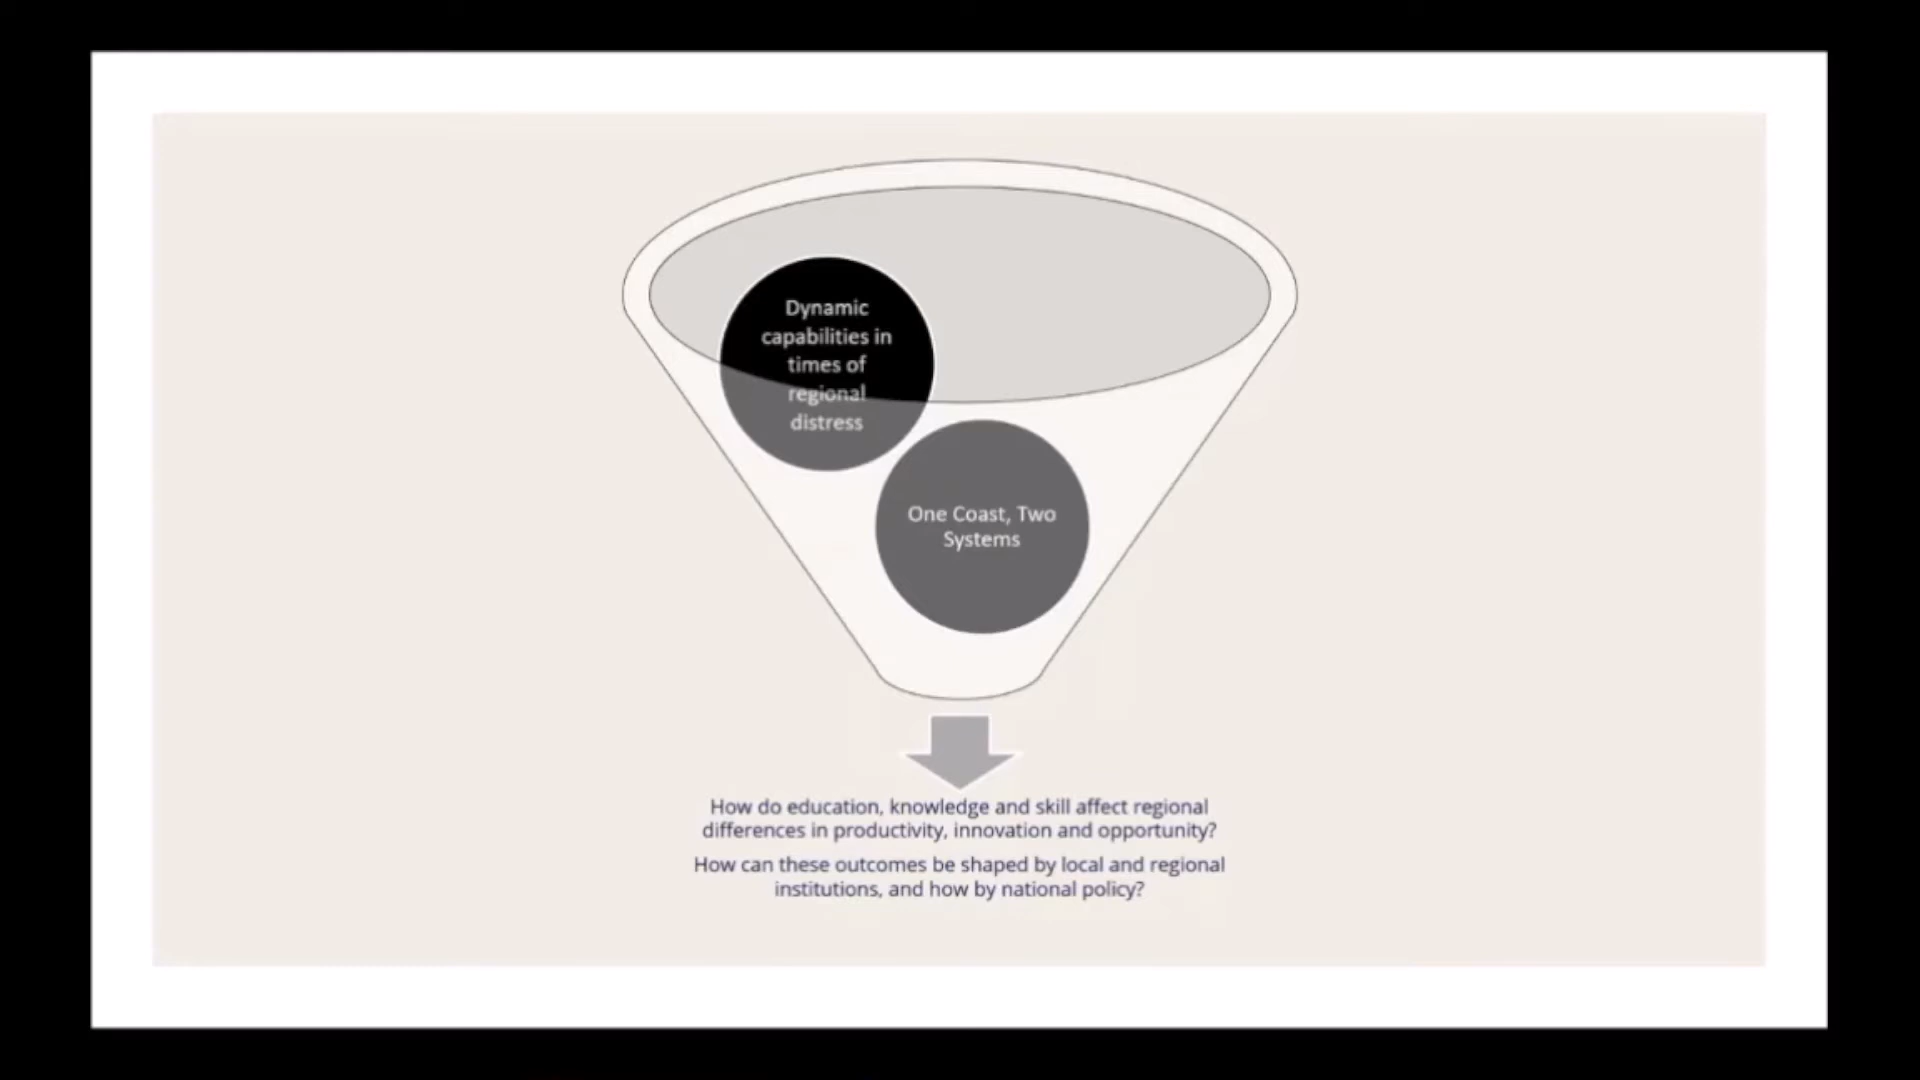 Dynamic
capabilities in
times of
regional
distress
One Coast, Two
Systems
How do education, knowledge and skill affect regional
differences in productivity, innovation and opportunity?
How can these outcomes be shaped by local and regional
institutions, and how by national policy?